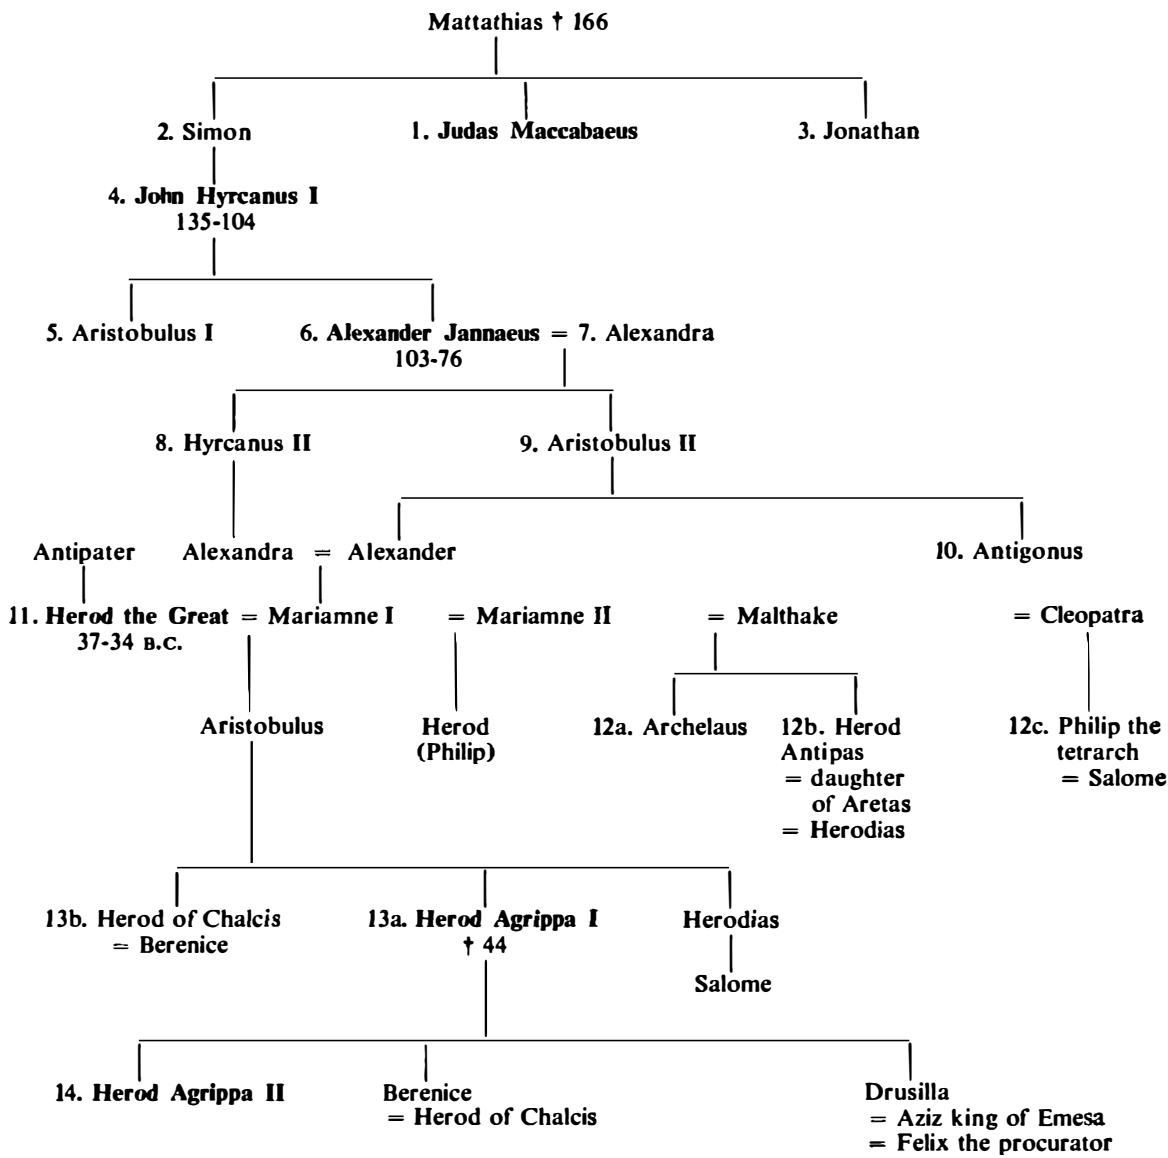 Mattathias † 166
2. Simon 1. Judas Maccabaeus 3. Jonathan
4. John Hyrcanus I
135-104
5. Aristobulus I 6. Alexander Jannaeus = 7. Alexandra
103-76
8. Hyrcanus II 9. Aristobulus II
Antipater Alexandra = Alexander 10. Antigonus
11. Herod the Great = Mariamne I = Mariamne II = Malthake = Cleopatra
37-34 B.C.
Aristobulus Herod 12a. Archelaus 12b. Herod 12c. Philip the
(Philip) Antipas tetrarch
= daughter = Salome
of Aretas
= Herodias
13b. Herod of Chalcis 13a. Herod Agrippa I Herodias
= Berenice † 44
Salome
14. Herod Agrippa II Berenice Drusilla
= Herod of Chalcis = Aziz king of Emesa
= Felix the procurator